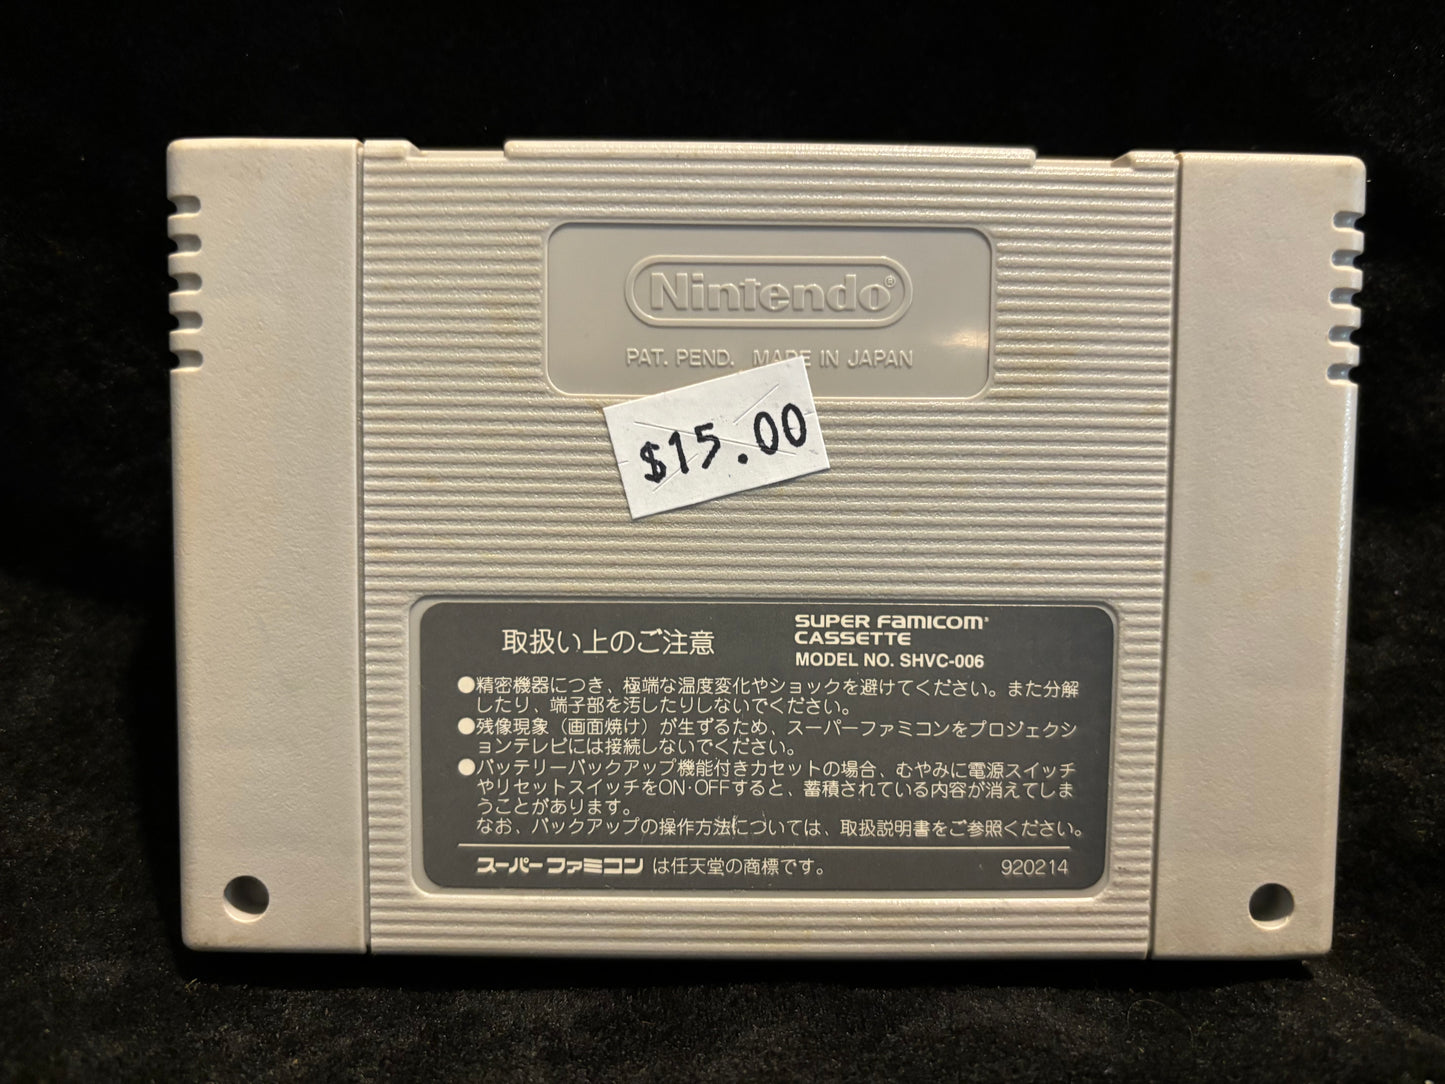 Nintendo®
PAT. PEND. MADE IN JAPAN
$15.00
取扱い上のご注意
SUPER FAMICOM®
CASSETTE
MODEL NO. SHVC-006
●精密機器につき、極端な温度変化やショックを避けてください。また分解
したり、端子部を汚したりしないでください。
●残像現象（画面焼け）が生ずるため、スーパーファミコンをプロジェクシ
ョンテレビには接続しないでください。
●バッテリーバックアップ機能付きカセットの場合、むやみに電源スイッチ
やリセットスイッチをON・OFFすると、蓄積されている内容が消えてしま
うことがあります。
なお、バックアップの操作方法については、取扱説明書をご参照ください。
スーパーファミコン は任天堂の商標です。
920214